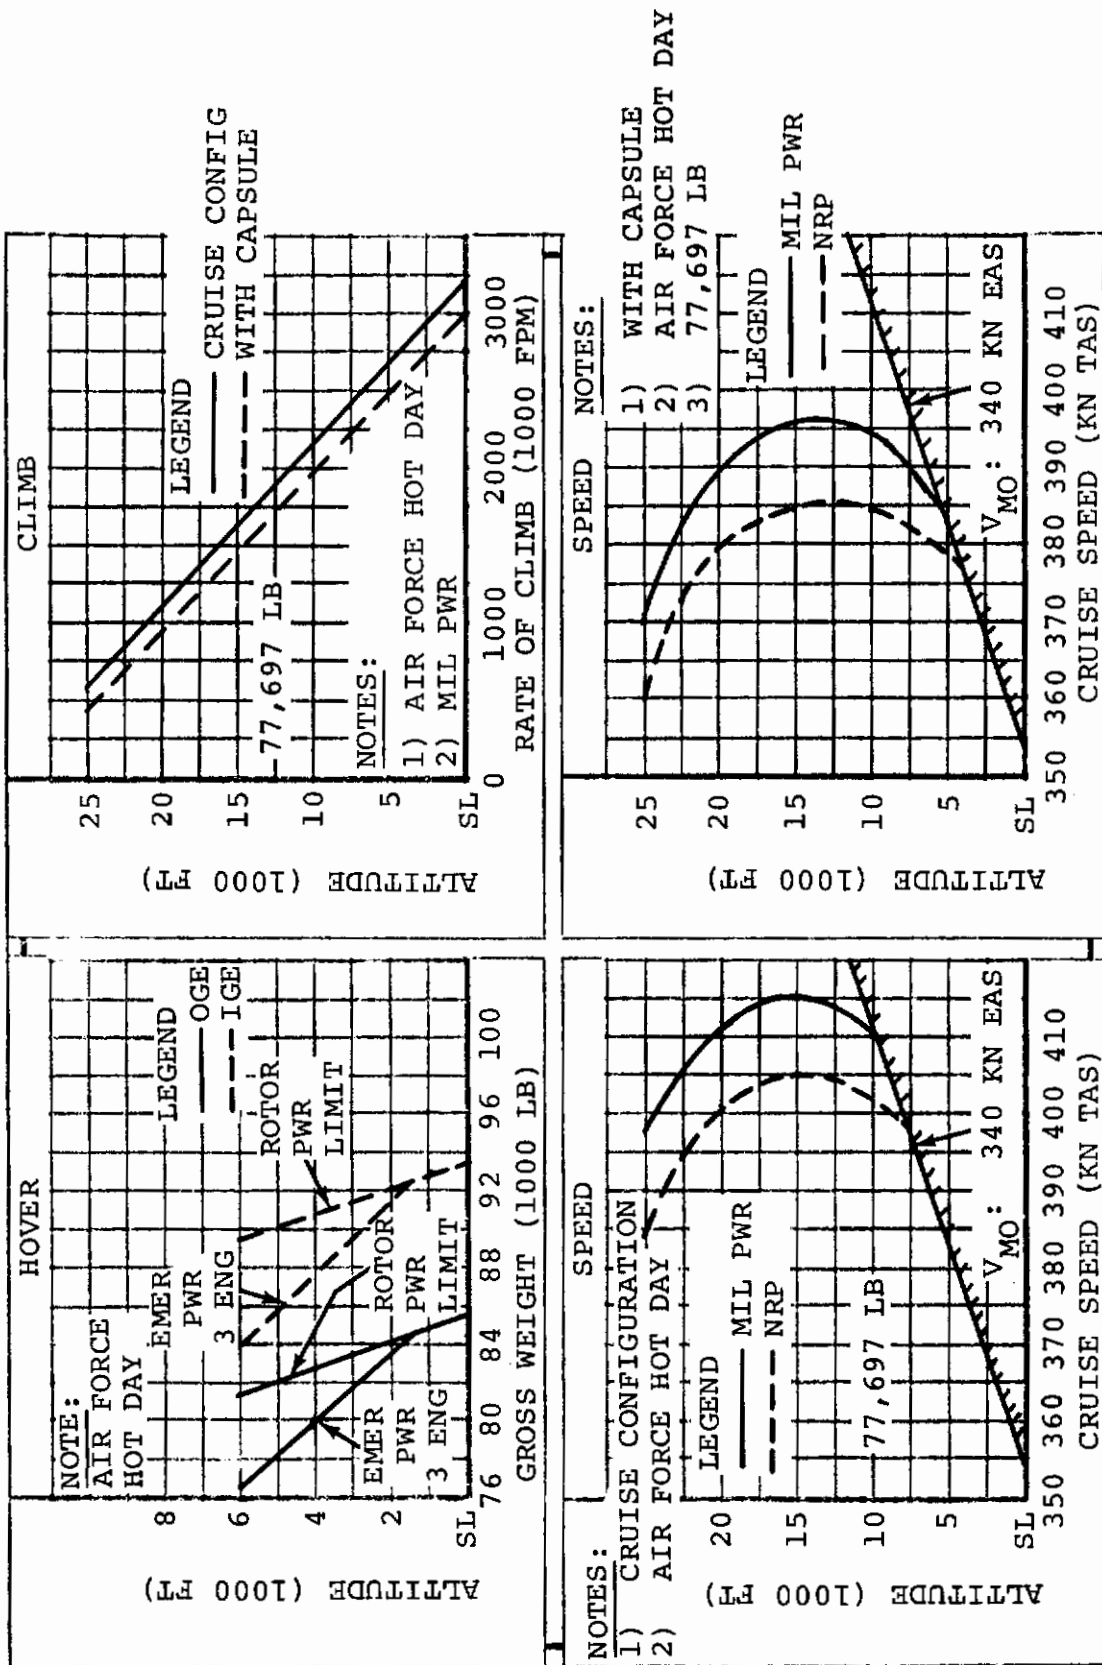 HOVER
NOTE:
AIR FORCE
HOT DAY
LEGEND
OGE
IGE
EMER
PWR
3 ENG
ROTOR
PWR
LIMIT
ROTOR
PWR
LIMIT
EMER
PWR
3 ENG
8
6
4
2
SL
ALTITUDE (1000 FT)
76 80 84 88 92 96 100
GROSS WEIGHT (1000 LB)
CLIMB
LEGEND
CRUISE CONFIG
WITH CAPSULE
77,697 LB
NOTES:
1) AIR FORCE HOT DAY
2) MIL PWR
25
20
15
10
5
SL
ALTITUDE (1000 FT)
0 1000 2000 3000
RATE OF CLIMB (1000 FPM)
SPEED
NOTES:
1) CRUISE CONFIGURATION
2) AIR FORCE HOT DAY
LEGEND
MIL PWR
NRP
77,697 LB
VMO: 340 KN EAS
20
15
10
5
SL
ALTITUDE (1000 FT)
350 360 370 380 390 400 410
CRUISE SPEED (KN TAS)
SPEED
NOTES:
1) WITH CAPSULE
2) AIR FORCE HOT DAY
3) 77,697 LB
LEGEND
MIL PWR
NRP
VMO: 340 KN EAS
25
20
15
10
5
SL
ALTITUDE (1000 FT)
350 360 370 380 390 400 410
CRUISE SPEED (KN TAS)